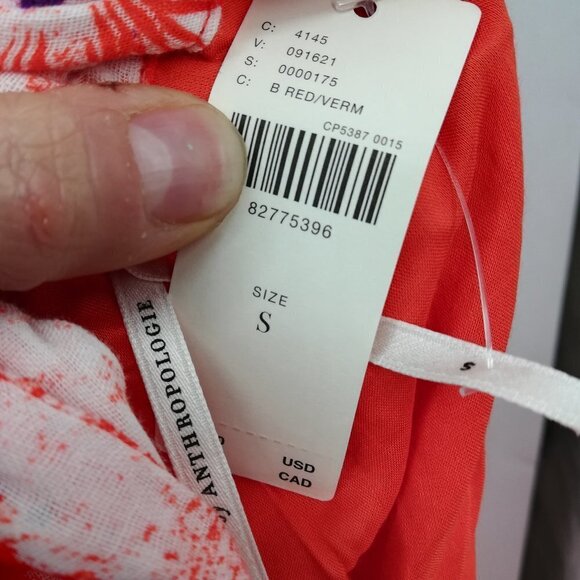 C: 4145
V: 091621
S: 0000175
C: B RED/VERM
CP5387 0015
82775396
SIZE
S
S
ANTHROPOLOGIE
USD
CAD